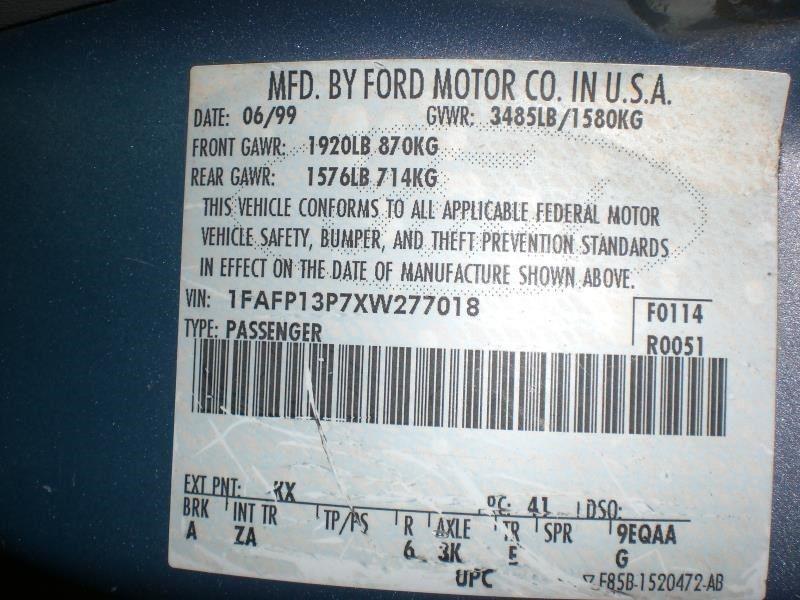 MFD. BY FORD MOTOR CO. IN U.S.A.
DATE: 06/99 GVWR: 3485LB/1580KG
FRONT GAWR: 1920LB 870KG
REAR GAWR: 1576LB 714KG
THIS VEHICLE CONFORMS TO ALL APPLICABLE FEDERAL MOTOR
VEHICLE SAFETY, BUMPER, AND THEFT PREVENTION STANDARDS
IN EFFECT ON THE DATE OF MANUFACTURE SHOWN ABOVE.
VIN: 1FAFP13P7XW277018 F0114
TYPE: PASSENGER R0051
EXT PNT: KX 41 DSO:
BRK INT TR TP/PS R AXLE TR SPR 9EQAA
A ZA 6 3K E G
UPC F85B-1520472-AB